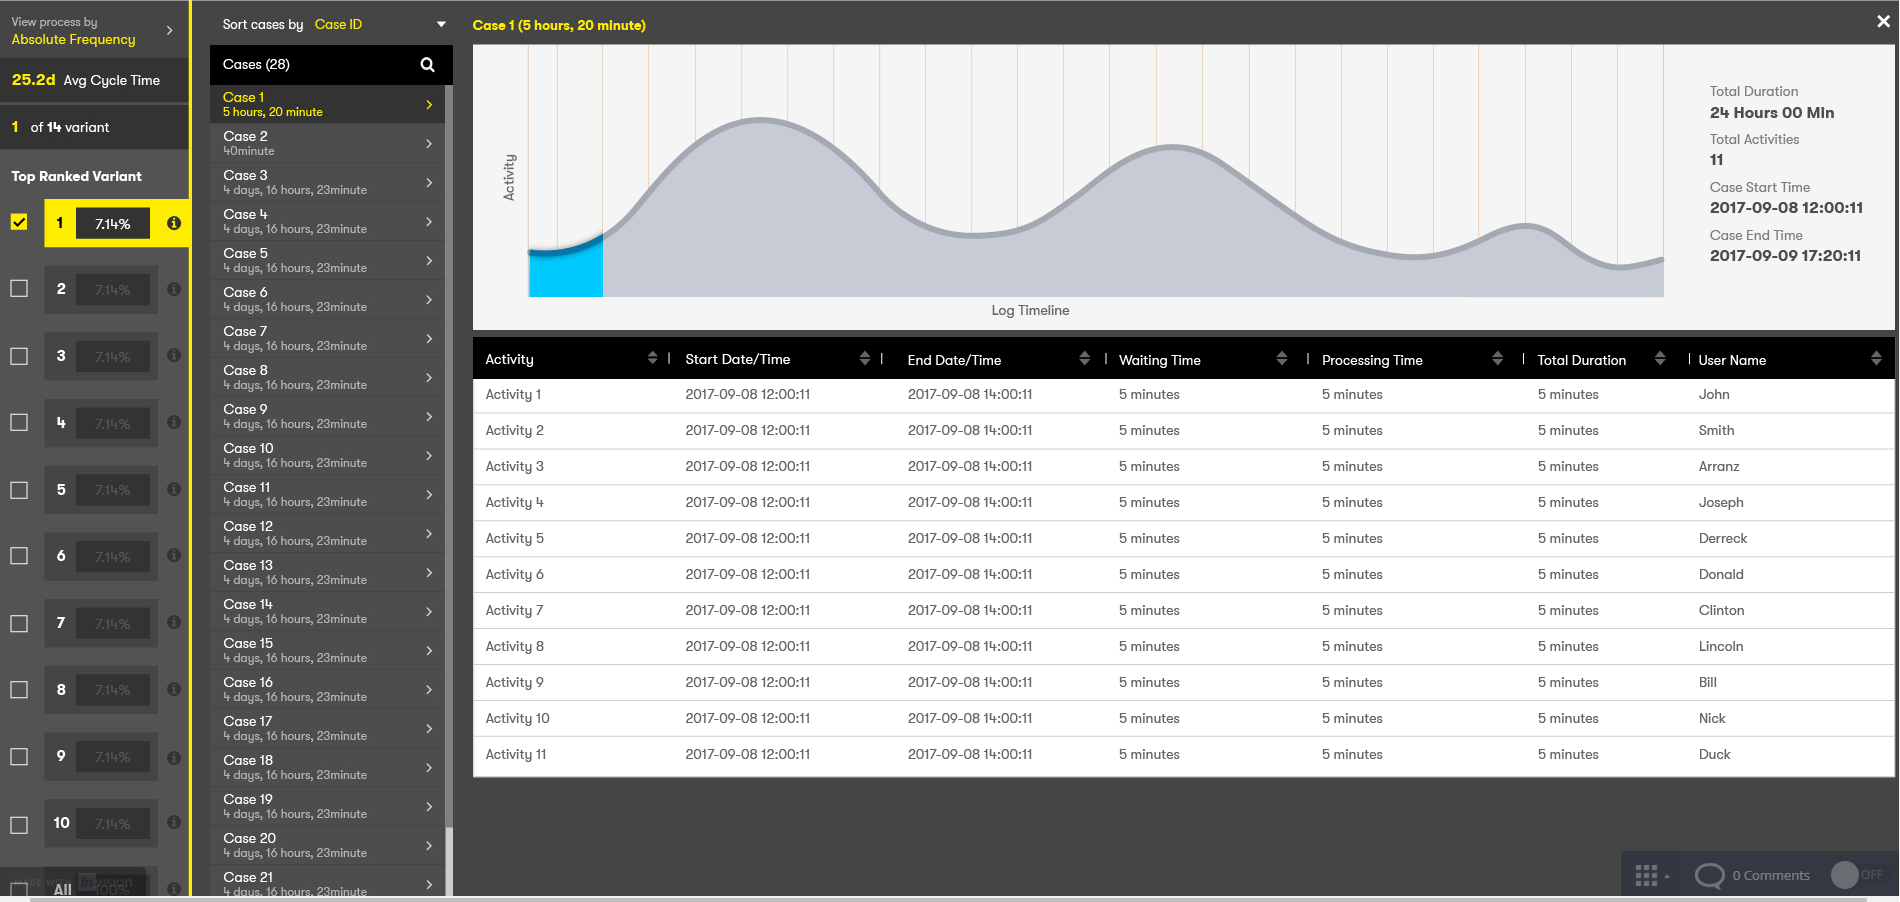 View process by
Absolute Frequency
25.2d Avg Cycle Time
1 of 14 variant
Top Ranked Variant
1 7.14%
2 7.14%
3 7.14%
4 7.14%
5 7.14%
6 7.14%
7 7.14%
8 7.14%
9 7.14%
10 7.14%
All 100%
MADE WITH invision
Sort cases by Case ID
Cases (28)
Case 1
5 hours, 20 minute
Case 2
40minute
Case 3
4 days, 16 hours, 23minute
Case 4
4 days, 16 hours, 23minute
Case 5
4 days, 16 hours, 23minute
Case 6
4 days, 16 hours, 23minute
Case 7
4 days, 16 hours, 23minute
Case 8
4 days, 16 hours, 23minute
Case 9
4 days, 16 hours, 23minute
Case 10
4 days, 16 hours, 23minute
Case 11
4 days, 16 hours, 23minute
Case 12
4 days, 16 hours, 23minute
Case 13
4 days, 16 hours, 23minute
Case 14
4 days, 16 hours, 23minute
Case 15
4 days, 16 hours, 23minute
Case 16
4 days, 16 hours, 23minute
Case 17
4 days, 16 hours, 23minute
Case 18
4 days, 16 hours, 23minute
Case 19
4 days, 16 hours, 23minute
Case 20
4 days, 16 hours, 23minute
Case 21
4 days, 16 hours, 23minute
Case 1 (5 hours, 20 minute)
Activity
Log Timeline
Total Duration
24 Hours 00 Min
Total Activities
11
Case Start Time
2017-09-08 12:00:11
Case End Time
2017-09-09 17:20:11
Activity | Start Date/Time | End Date/Time | Waiting Time | Processing Time | Total Duration | User Name
Activity 1 2017-09-08 12:00:11 2017-09-08 14:00:11 5 minutes 5 minutes 5 minutes John
Activity 2 2017-09-08 12:00:11 2017-09-08 14:00:11 5 minutes 5 minutes 5 minutes Smith
Activity 3 2017-09-08 12:00:11 2017-09-08 14:00:11 5 minutes 5 minutes 5 minutes Arranz
Activity 4 2017-09-08 12:00:11 2017-09-08 14:00:11 5 minutes 5 minutes 5 minutes Joseph
Activity 5 2017-09-08 12:00:11 2017-09-08 14:00:11 5 minutes 5 minutes 5 minutes Derreck
Activity 6 2017-09-08 12:00:11 2017-09-08 14:00:11 5 minutes 5 minutes 5 minutes Donald
Activity 7 2017-09-08 12:00:11 2017-09-08 14:00:11 5 minutes 5 minutes 5 minutes Clinton
Activity 8 2017-09-08 12:00:11 2017-09-08 14:00:11 5 minutes 5 minutes 5 minutes Lincoln
Activity 9 2017-09-08 12:00:11 2017-09-08 14:00:11 5 minutes 5 minutes 5 minutes Bill
Activity 10 2017-09-08 12:00:11 2017-09-08 14:00:11 5 minutes 5 minutes 5 minutes Nick
Activity 11 2017-09-08 12:00:11 2017-09-08 14:00:11 5 minutes 5 minutes 5 minutes Duck
0 Comments OFF